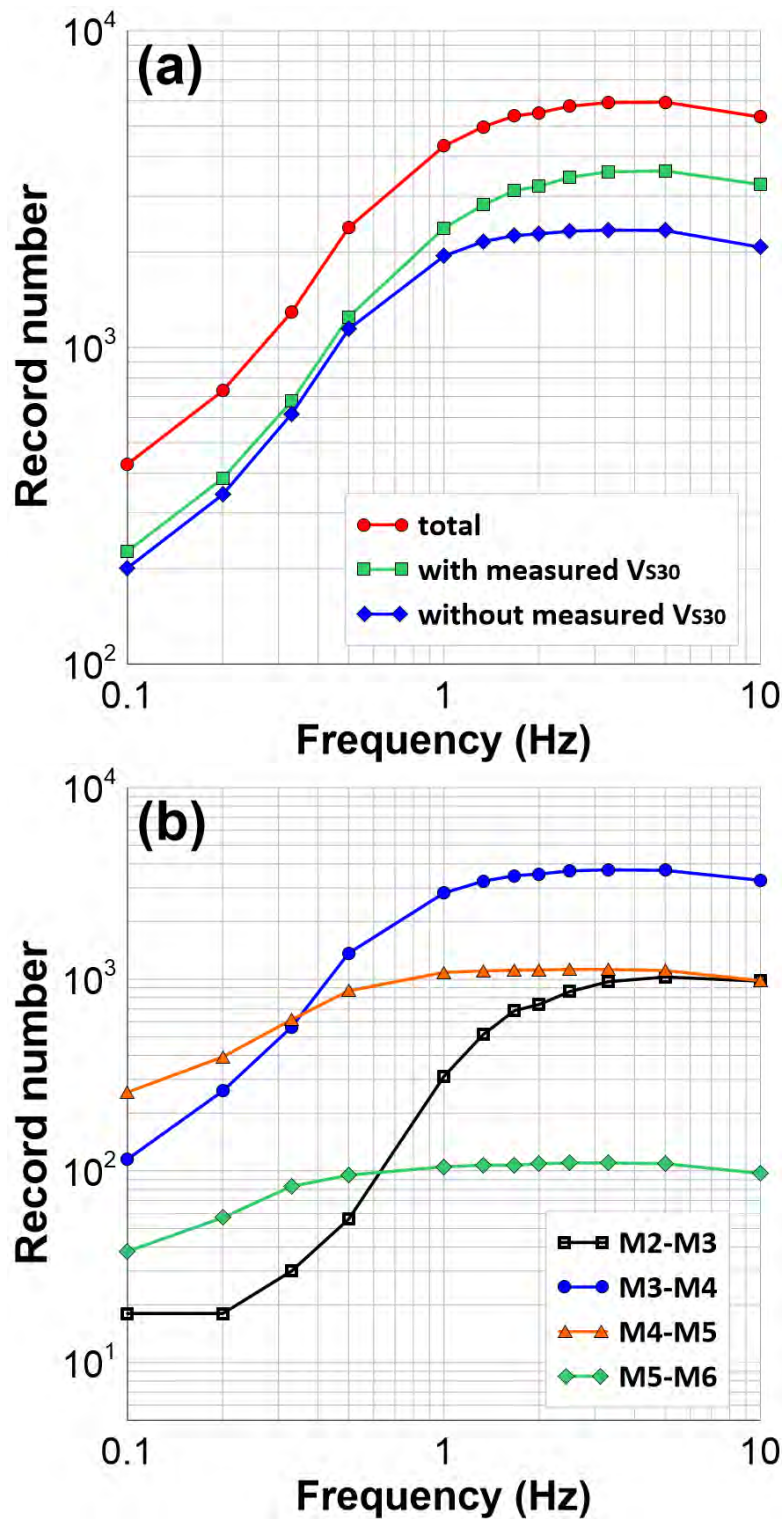 (a)
Record number
10⁴
10³
10²
0.1
1
10
Frequency (Hz)
total
with measured VS30
without measured VS30
(b)
Record number
10⁴
10³
10²
10¹
0.1
1
10
Frequency (Hz)
M2-M3
M3-M4
M4-M5
M5-M6